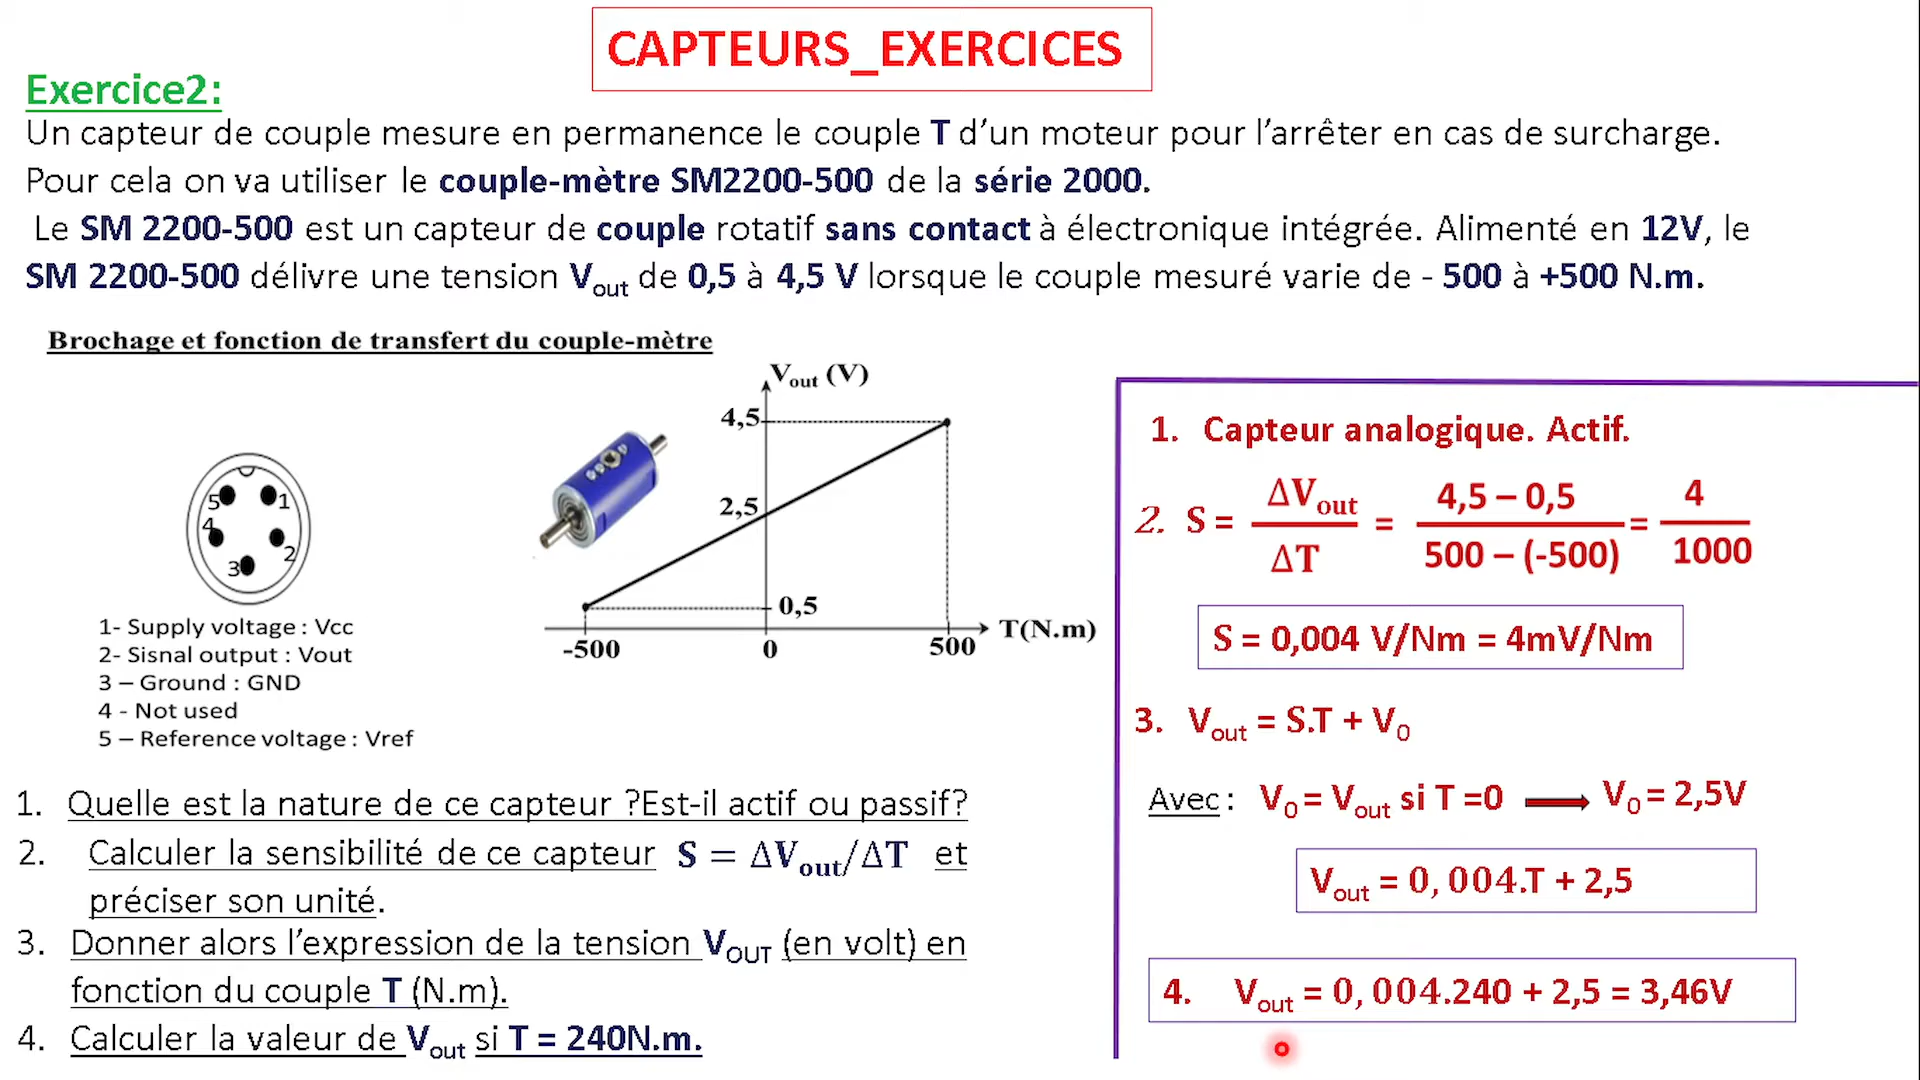 CAPTEURS_EXERCICES
Exercice2:
Un capteur de couple mesure en permanence le couple T d’un moteur pour l’arrêter en cas de surcharge.
Pour cela on va utiliser le couple-mètre SM2200-500 de la série 2000.
Le SM 2200-500 est un capteur de couple rotatif sans contact à électronique intégrée. Alimenté en 12V, le
SM 2200-500 délivre une tension Vout de 0,5 à 4,5 V lorsque le couple mesuré varie de - 500 à +500 N.m.
Brochage et fonction de transfert du couple-mètre
5 1
4 2
3
1- Supply voltage : Vcc
2- Sisnal output : Vout
3 – Ground : GND
4 - Not used
5 – Reference voltage : Vref
Vout (V)
4,5
2,5
0,5
T(N.m)
-500 0 500
1. Quelle est la nature de ce capteur ?Est-il actif ou passif?
2. Calculer la sensibilité de ce capteur S = ΔVout/ΔT et
préciser son unité.
3. Donner alors l’expression de la tension VOUT (en volt) en
fonction du couple T (N.m).
4. Calculer la valeur de Vout si T = 240N.m.
1. Capteur analogique. Actif.
2. S = ΔVout / ΔT = 4,5 – 0,5 / 500 – (-500) = 4 / 1000
S = 0,004 V/Nm = 4mV/Nm
3. Vout = S.T + V0
Avec : V0 = Vout si T =0 → V0 = 2,5V
Vout = 0, 004.T + 2,5
4. Vout = 0, 004.240 + 2,5 = 3,46V